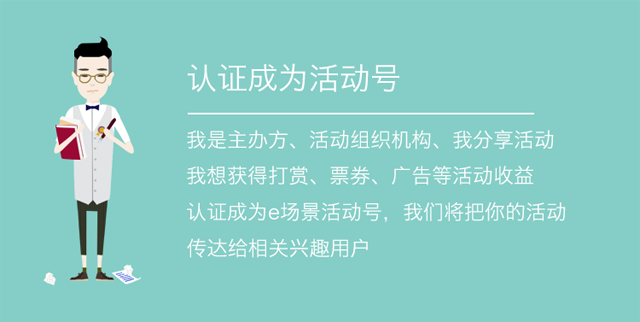 认证成为活动号
我是主办方、活动组织机构、我分享活动
我想获得打赏、票券、广告等活动收益
认证成为e场景活动号，我们将把你的活动
传达给相关兴趣用户